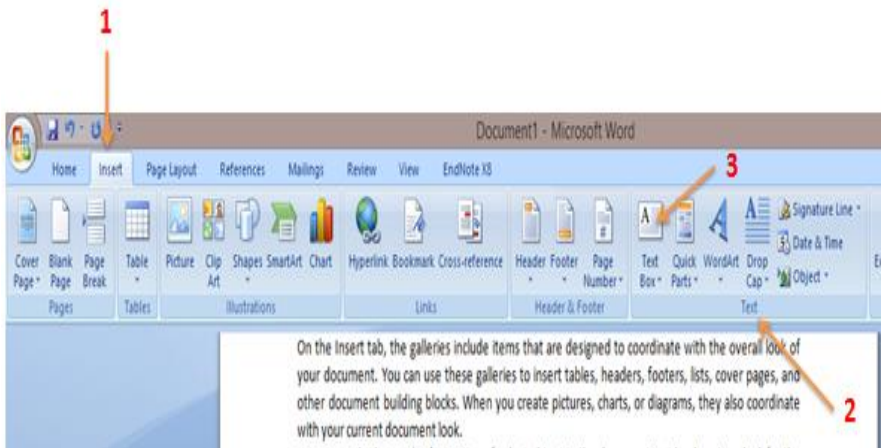 1
Document1 - Microsoft Word
Home Insert Page Layout References Mailings Review View EndNote X8
3
Cover Page Blank Page Page Break Table Picture Clip Art Shapes SmartArt Chart Hyperlink Bookmark Cross-reference Header Footer Page Number Text Box Quick Parts WordArt Drop Cap
Signature Line
Date & Time
Object
Pages Tables Illustrations Links Header & Footer Text
2
On the Insert tab, the galleries include items that are designed to coordinate with the overall look of
your document. You can use these galleries to insert tables, headers, footers, lists, cover pages, and
other document building blocks. When you create pictures, charts, or diagrams, they also coordinate
with your current document look.